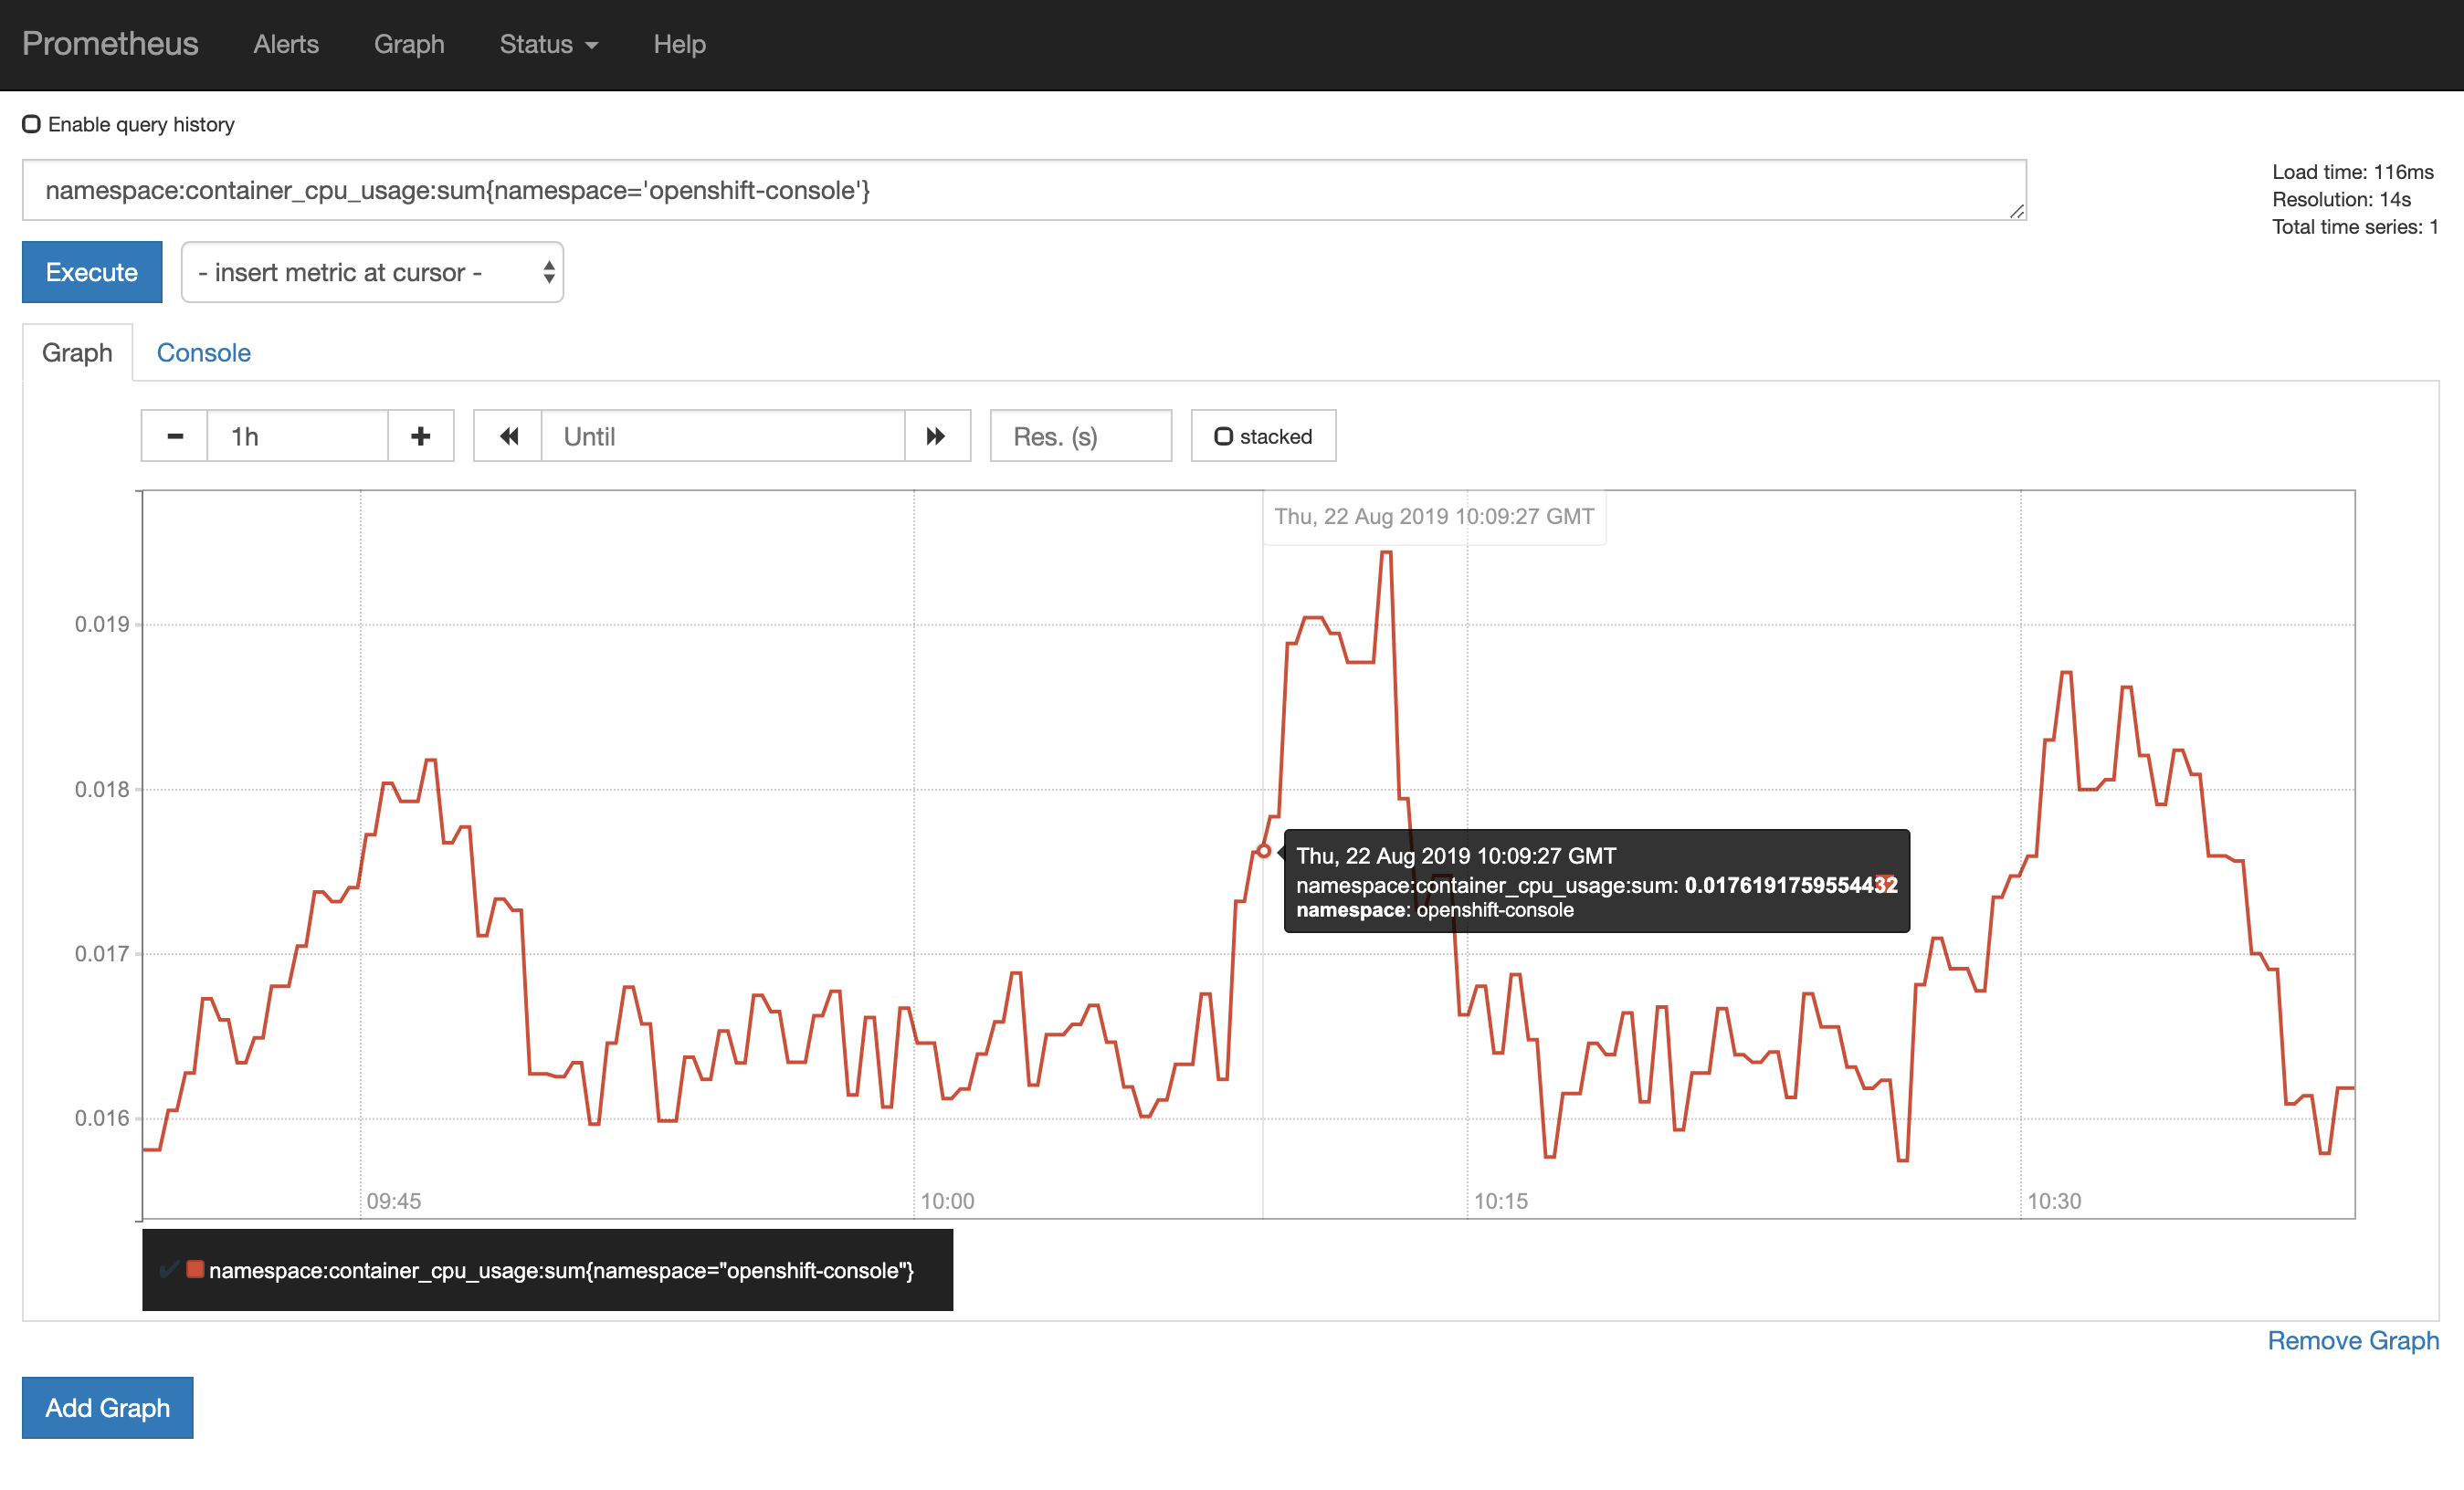 Prometheus Alerts Graph Status Help
Enable query history
namespace:container_cpu_usage:sum{namespace='openshift-console'}
Load time: 116ms
Resolution: 14s
Total time series: 1
Execute - insert metric at cursor -
Graph Console
1h Until Res. (s) stacked
Thu, 22 Aug 2019 10:09:27 GMT
0.019
0.018
Thu, 22 Aug 2019 10:09:27 GMT
namespace:container_cpu_usage:sum: 0.0176191759554432
namespace: openshift-console
0.017
0.016
09:45 10:00 10:15 10:30
namespace:container_cpu_usage:sum{namespace="openshift-console"}
Remove Graph
Add Graph